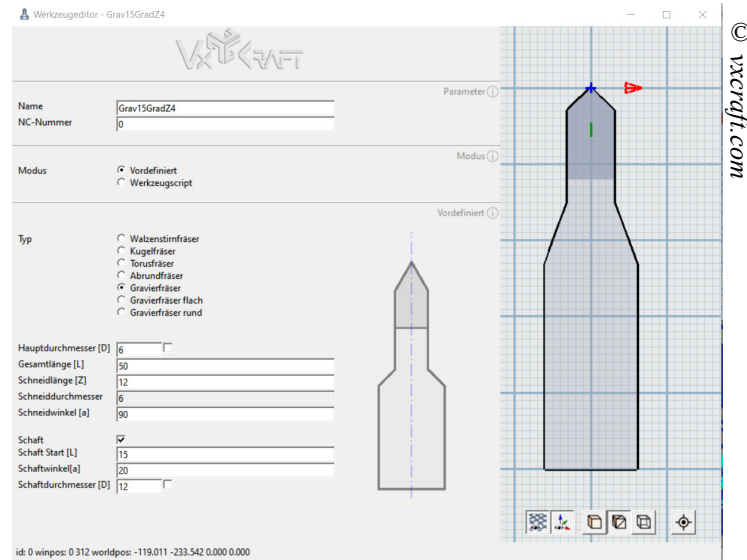 Werkzeugeditor - Grav15GradZ4
VXCRAFT
Parameter
Name Grav15GradZ4
NC-Nummer 0
Modus
Modus Vordefiniert
Werkzeugscript
Vordefiniert
Typ Walzenstirnfräser
Kugelfräser
Torusfräser
Abrundfräser
Gravierfräser
Gravierfräser flach
Gravierfräser rund
Hauptdurchmesser [D] 6
Gesamtlänge [L] 50
Schneidlänge [Z] 12
Schneiddurchmesser 6
Schneidwinkel [a] 90
Schaft
Schaft Start [L] 15
Schaftwinkel[a] 20
Schaftdurchmesser [D] 12
id: 0 winpos: 0 312 worldpos: -119.011 -233.542 0.000 0.000
© vxcraft.com